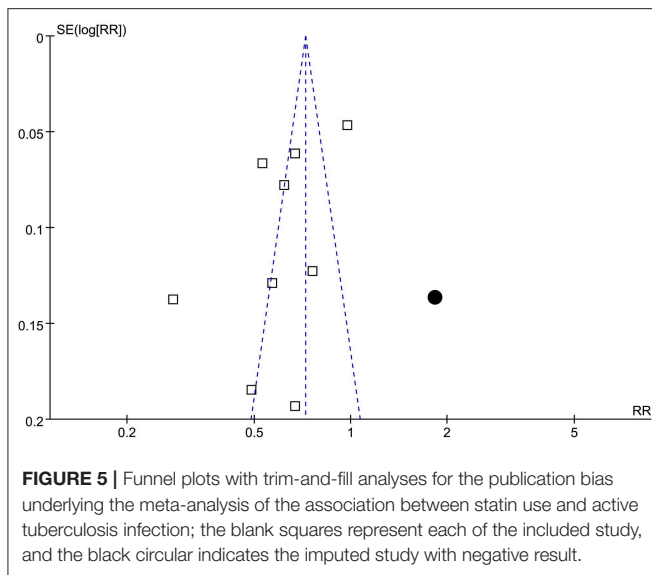 SE(log[RR])
0
0.05
0.1
0.15
0.2
RR
0.2
0.5
1
2
5
FIGURE 5 | Funnel plots with trim-and-fill analyses for the publication bias
underlying the meta-analysis of the association between statin use and active
tuberculosis infection; the blank squares represent each of the included study,
and the black circular indicates the imputed study with negative result.